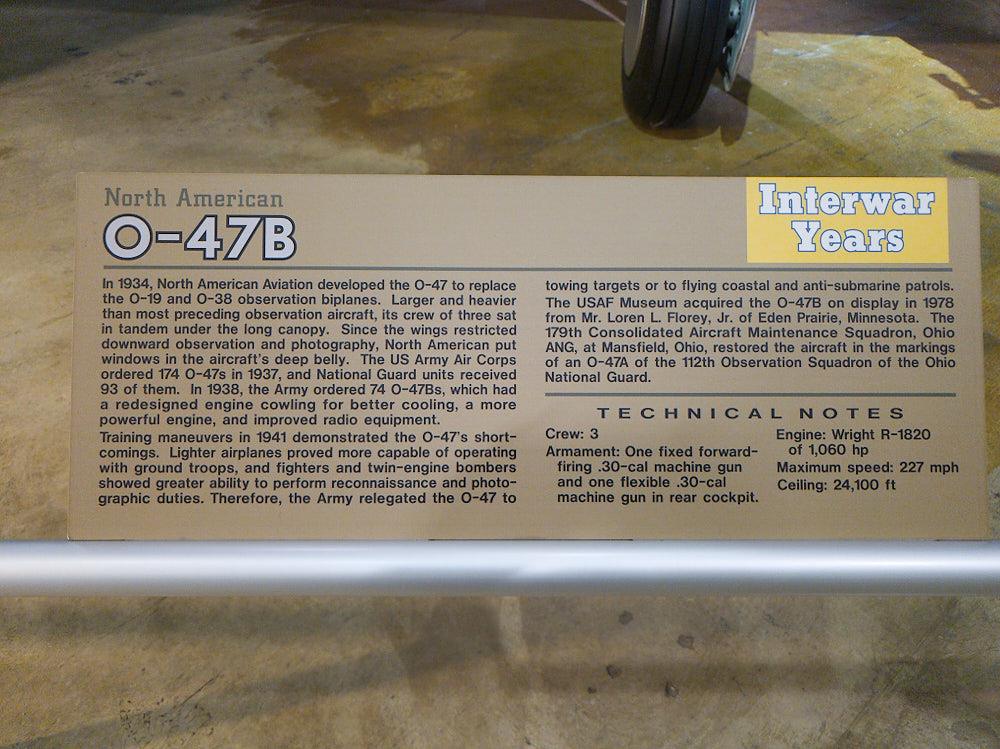 North American
O-47B
Interwar
Years
In 1934, North American Aviation developed the O-47 to replace
the O-19 and O-38 observation biplanes. Larger and heavier
than most preceding observation aircraft, its crew of three sat
in tandem under the long canopy. Since the wings restricted
downward observation and photography, North American put
windows in the aircraft's deep belly. The US Army Air Corps
ordered 174 O-47s in 1937, and National Guard units received
93 of them. In 1938, the Army ordered 74 O-47Bs, which had
a redesigned engine cowling for better cooling, a more
powerful engine, and improved radio equipment.
Training maneuvers in 1941 demonstrated the O-47's short-
comings. Lighter airplanes proved more capable of operating
with ground troops, and fighters and twin-engine bombers
showed greater ability to perform reconnaissance and photo-
graphic duties. Therefore, the Army relegated the O-47 to
towing targets or to flying coastal and anti-submarine patrols.
The USAF Museum acquired the O-47B on display in 1978
from Mr. Loren L. Florey, Jr. of Eden Prairie, Minnesota. The
179th Consolidated Aircraft Maintenance Squadron, Ohio
ANG, at Mansfield, Ohio, restored the aircraft in the markings
of an O-47A of the 112th Observation Squadron of the Ohio
National Guard.
TECHNICAL NOTES
Crew: 3
Armament: One fixed forward-
firing .30-cal machine gun
and one flexible .30-cal
machine gun in rear cockpit.
Engine: Wright R-1820
of 1,060 hp
Maximum speed: 227 mph
Ceiling: 24,100 ft